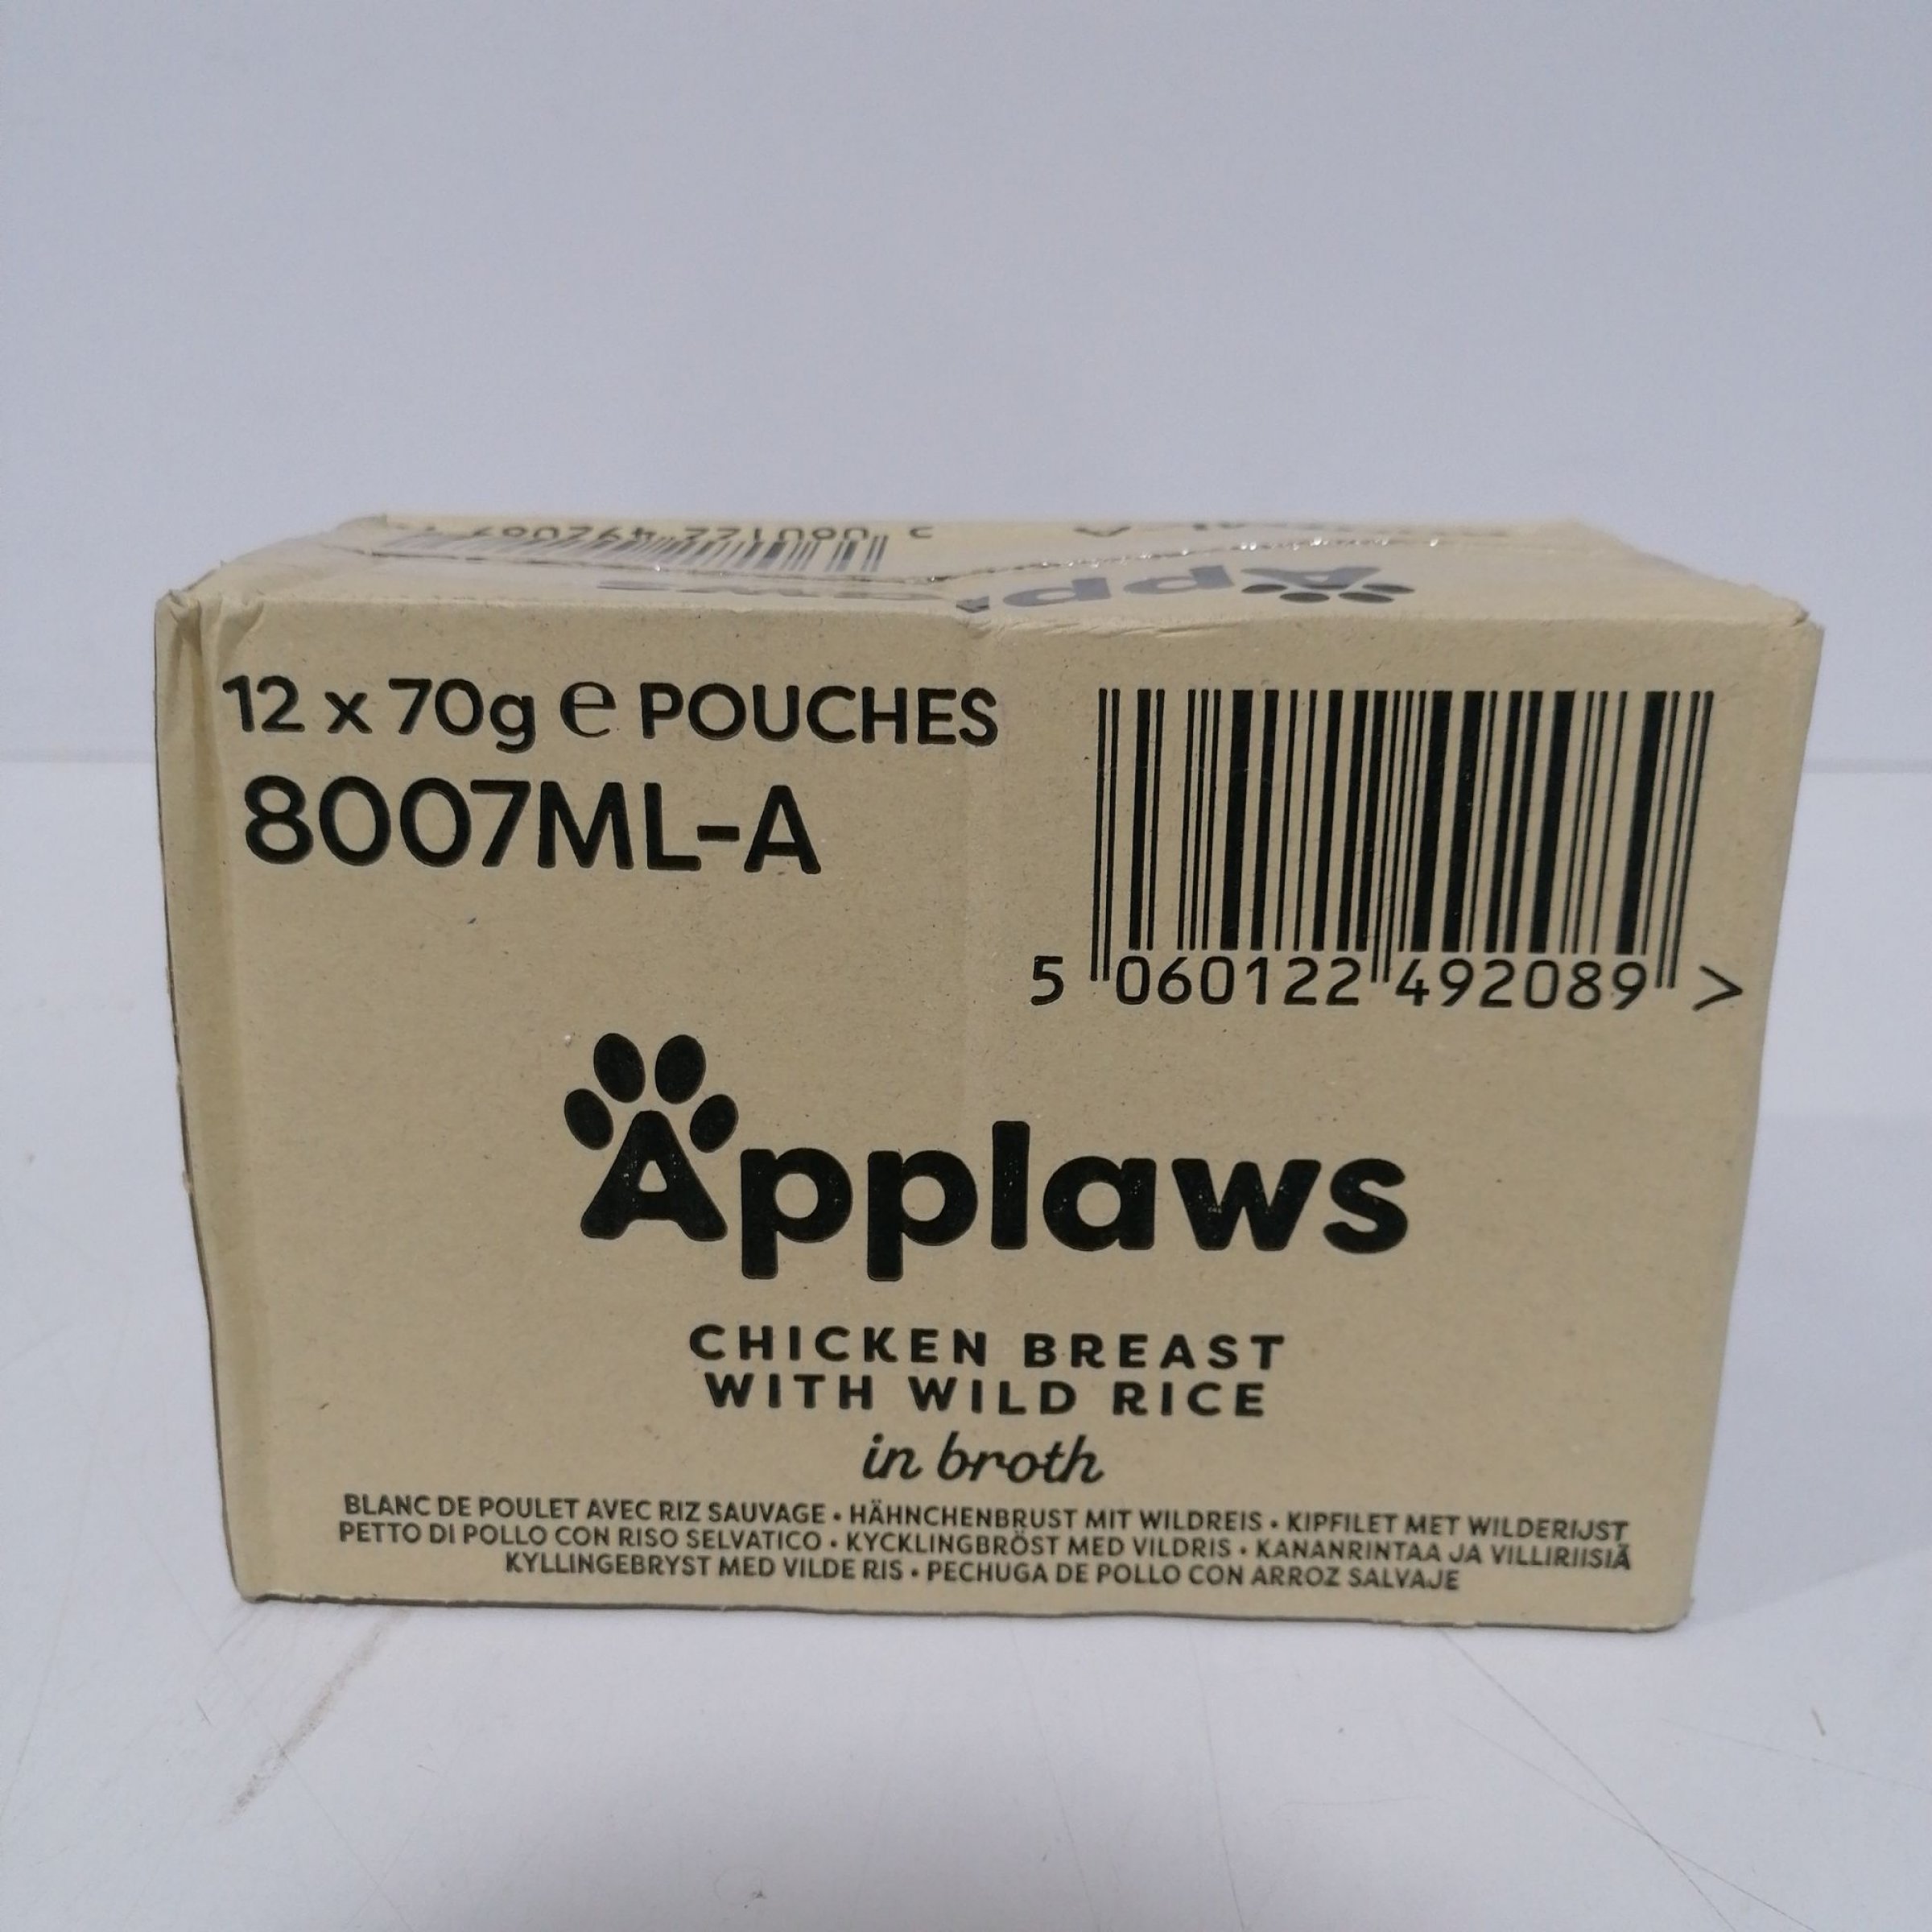 12 x 70g ℮ POUCHES
8007ML-A
5 060122 492089 >
Applaws
CHICKEN BREAST
WITH WILD RICE
in broth
BLANC DE POULET AVEC RIZ SAUVAGE • HÄHNCHENBRUST MIT WILDREIS • KIPFILET MET WILDERIJST
PETTO DI POLLO CON RISO SELVATICO • KYCKLINGBRÖST MED VILDRIS • KANANRINTAA JA VILLIRIISIÄ
KYLLINGEBRYST MED VILDE RIS • PECHUGA DE POLLO CON ARROZ SALVAJE